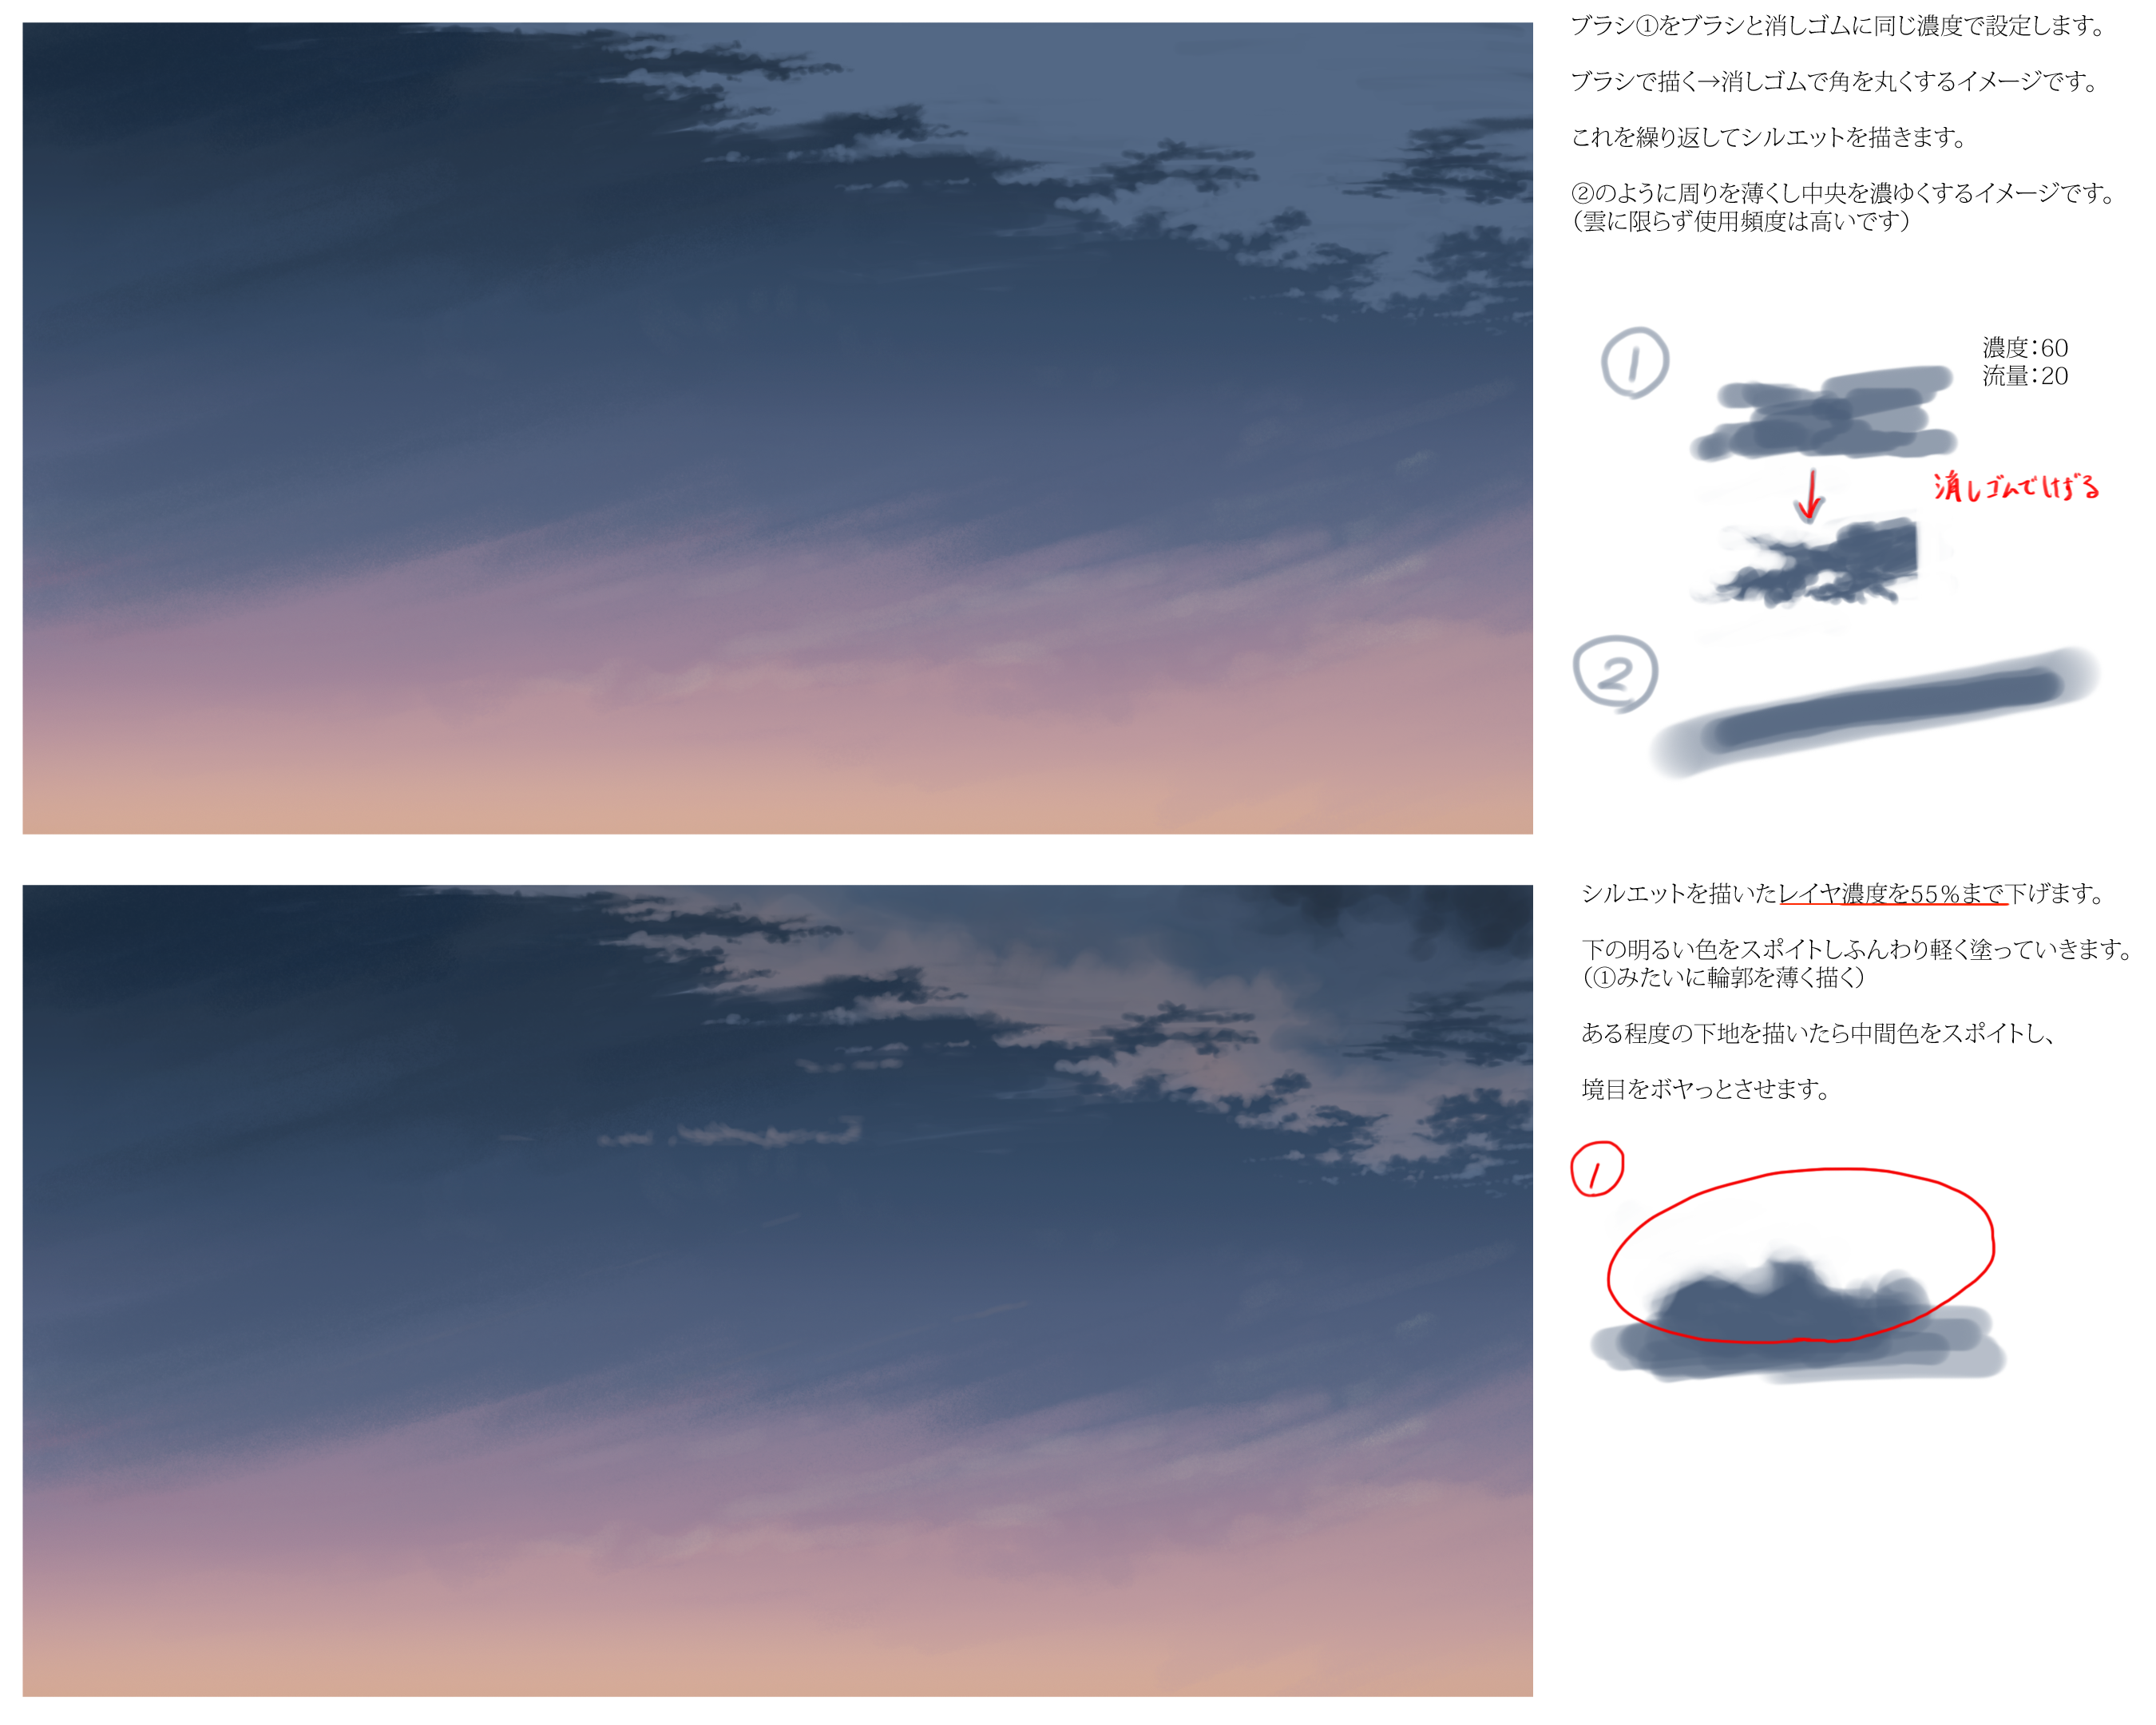 ブラシ①をブラシと消しゴムに同じ濃度で設定します。
ブラシで描く→消しゴムで角を丸くするイメージです。
これを繰り返してシルエットを描きます。
②のように周りを薄くし中央を濃ゆくするイメージです。
（雲に限らず使用頻度は高いです）
①
濃度：60
流量：20
消しゴムでけずる
②
シルエットを描いたレイヤ濃度を55％まで下げます。
下の明るい色をスポイトしふんわり軽く塗っていきます。
（①みたいに輪郭を薄く描く）
ある程度の下地を描いたら中間色をスポイトし、
境目をボヤっとさせます。
①